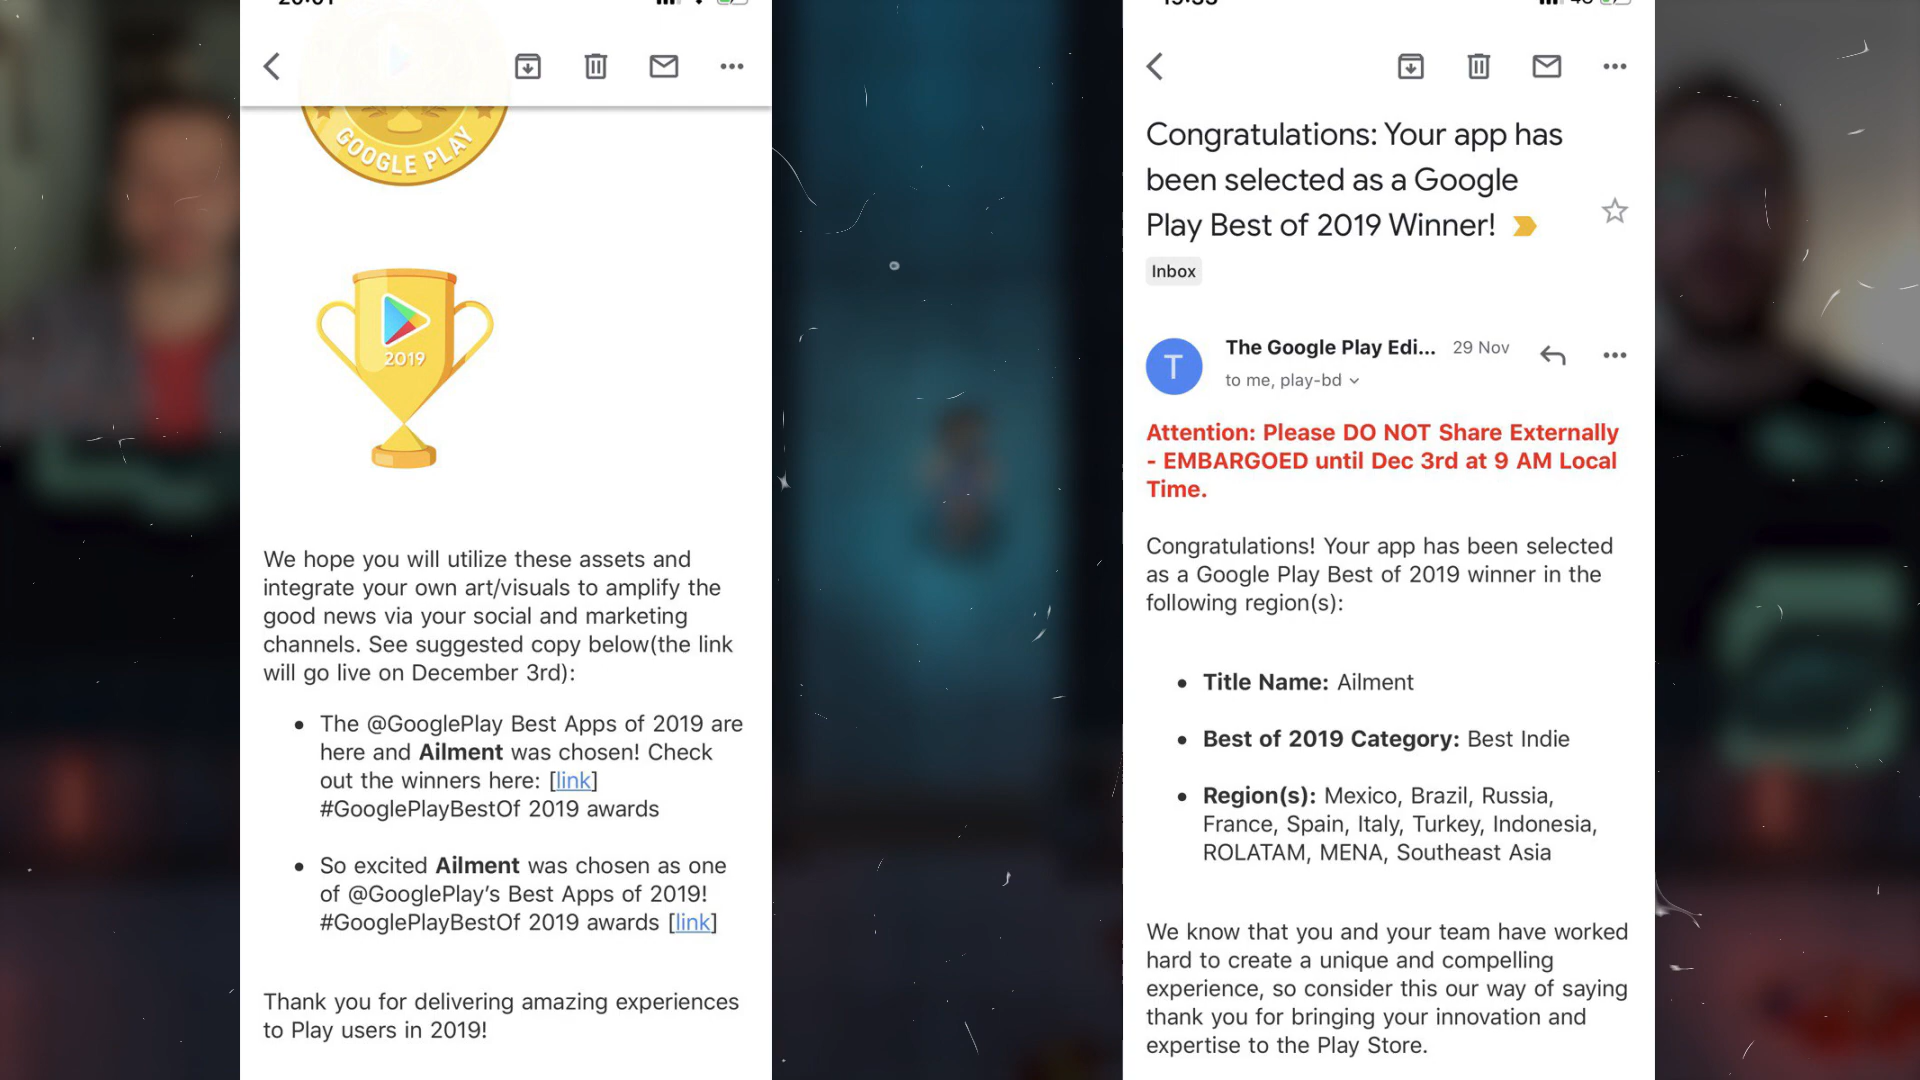 GOOGLE PLAY
2019
We hope you will utilize these assets and
integrate your own art/visuals to amplify the
good news via your social and marketing
channels. See suggested copy below(the link
will go live on December 3rd):
• The @GooglePlay Best Apps of 2019 are
here and Ailment was chosen! Check
out the winners here: [link]
#GooglePlayBestOf 2019 awards
• So excited Ailment was chosen as one
of @GooglePlay’s Best Apps of 2019!
#GooglePlayBestOf 2019 awards [link]
Thank you for delivering amazing experiences
to Play users in 2019!
Congratulations: Your app has
been selected as a Google
Play Best of 2019 Winner!
Inbox
T
The Google Play Edi... 29 Nov
to me, play-bd
Attention: Please DO NOT Share Externally
- EMBARGOED until Dec 3rd at 9 AM Local
Time.
Congratulations! Your app has been selected
as a Google Play Best of 2019 winner in the
following region(s):
• Title Name: Ailment
• Best of 2019 Category: Best Indie
• Region(s): Mexico, Brazil, Russia,
France, Spain, Italy, Turkey, Indonesia,
ROLATAM, MENA, Southeast Asia
We know that you and your team have worked
hard to create a unique and compelling
experience, so consider this our way of saying
thank you for bringing your innovation and
expertise to the Play Store.